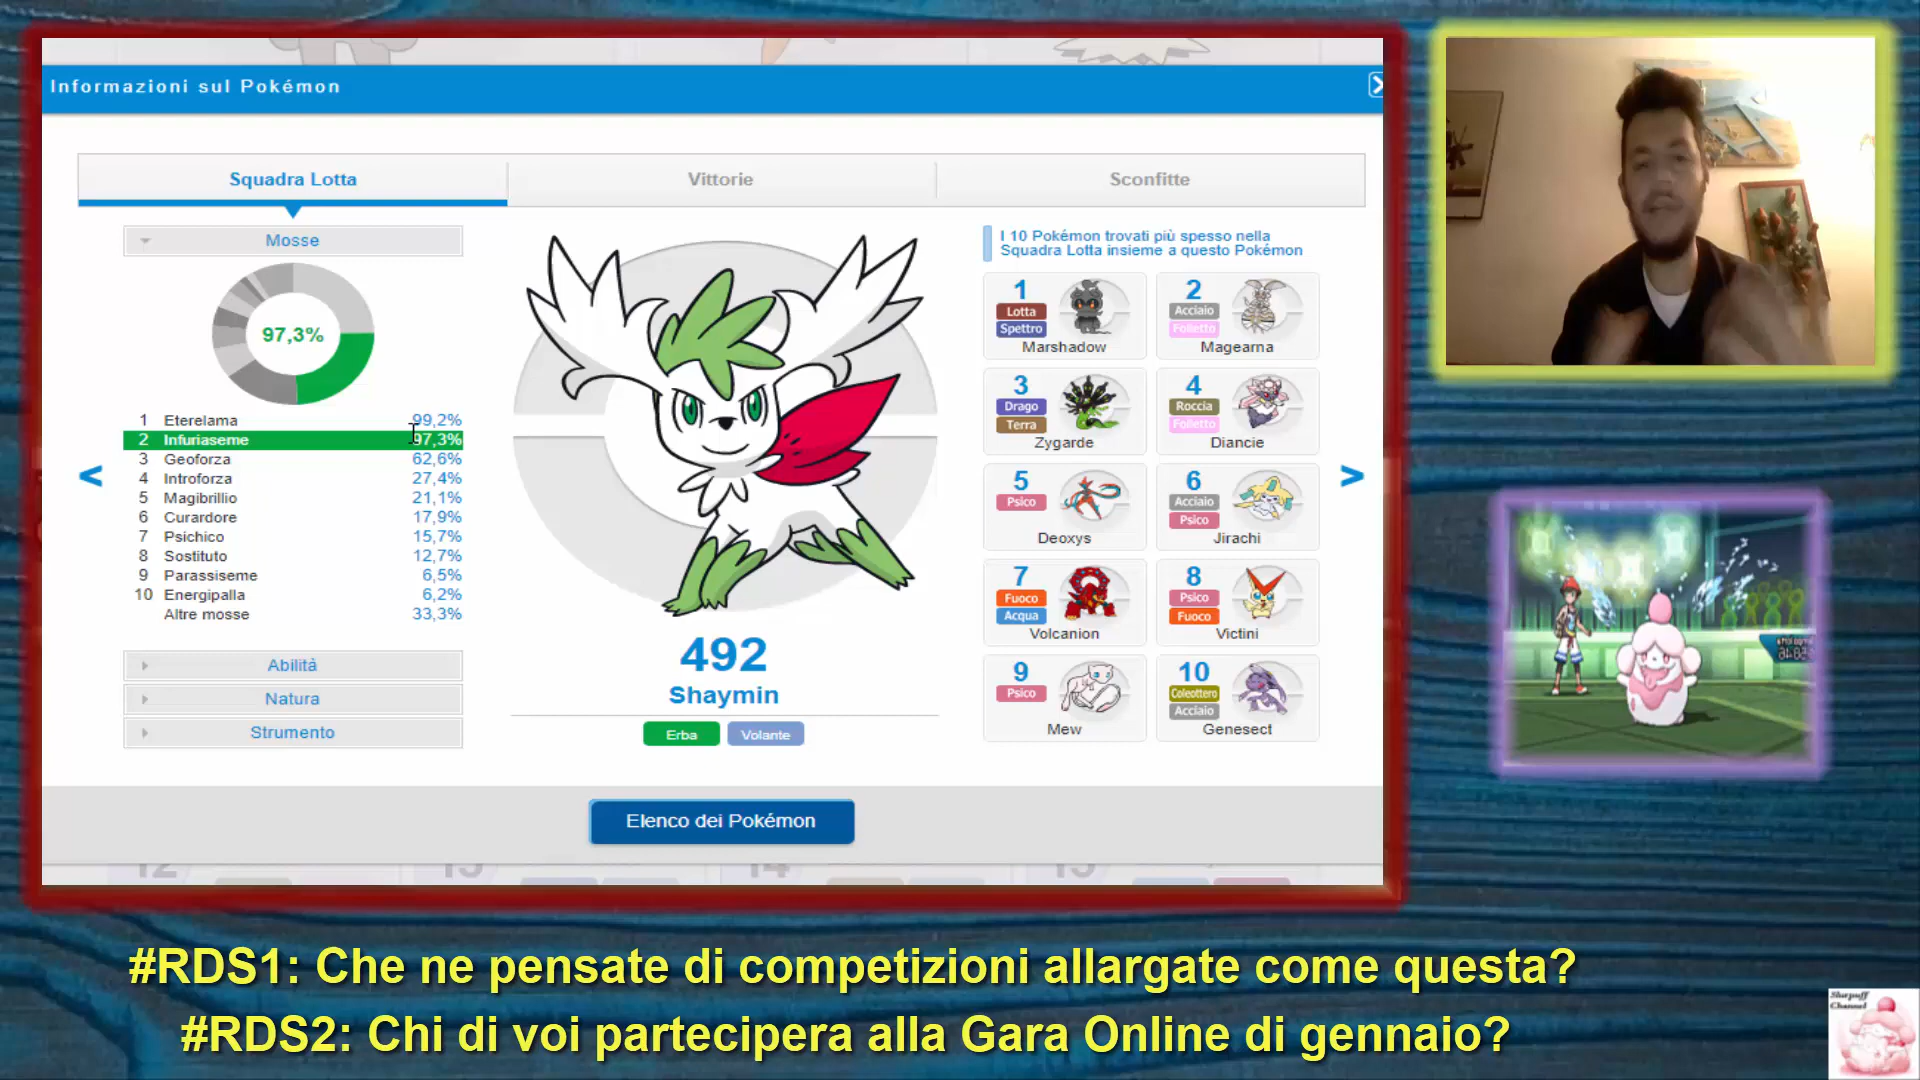 Informazioni sul Pokémon
Squadra Lotta
Vittorie
Sconfitte
Mosse
97,3%
1 Eterelama 99,2%
2 Infuriaseme 97,3%
3 Geoforza 62,6%
4 Introforza 27,4%
5 Magibrillio 21,1%
6 Curardore 17,9%
7 Psichico 15,7%
8 Sostituto 12,7%
9 Parassiseme 6,5%
10 Energipalla 6,2%
Altre mosse 33,3%
Abilità
Natura
Strumento
492
Shaymin
Erba
Volante
I 10 Pokémon trovati più spesso nella
Squadra Lotta insieme a questo Pokémon
1
Lotta
Spettro
Marshadow
2
Acciaio
Folletto
Magearna
3
Drago
Terra
Zygarde
4
Roccia
Folletto
Diancie
5
Psico
Deoxys
6
Acciaio
Psico
Jirachi
7
Fuoco
Acqua
Volcanion
8
Psico
Fuoco
Victini
9
Psico
Mew
10
Coleottero
Acciaio
Genesect
Elenco dei Pokémon
#RDS1: Che ne pensate di competizioni allargate come questa?
#RDS2: Chi di voi partecipera alla Gara Online di gennaio?
Slurpuff
Channel